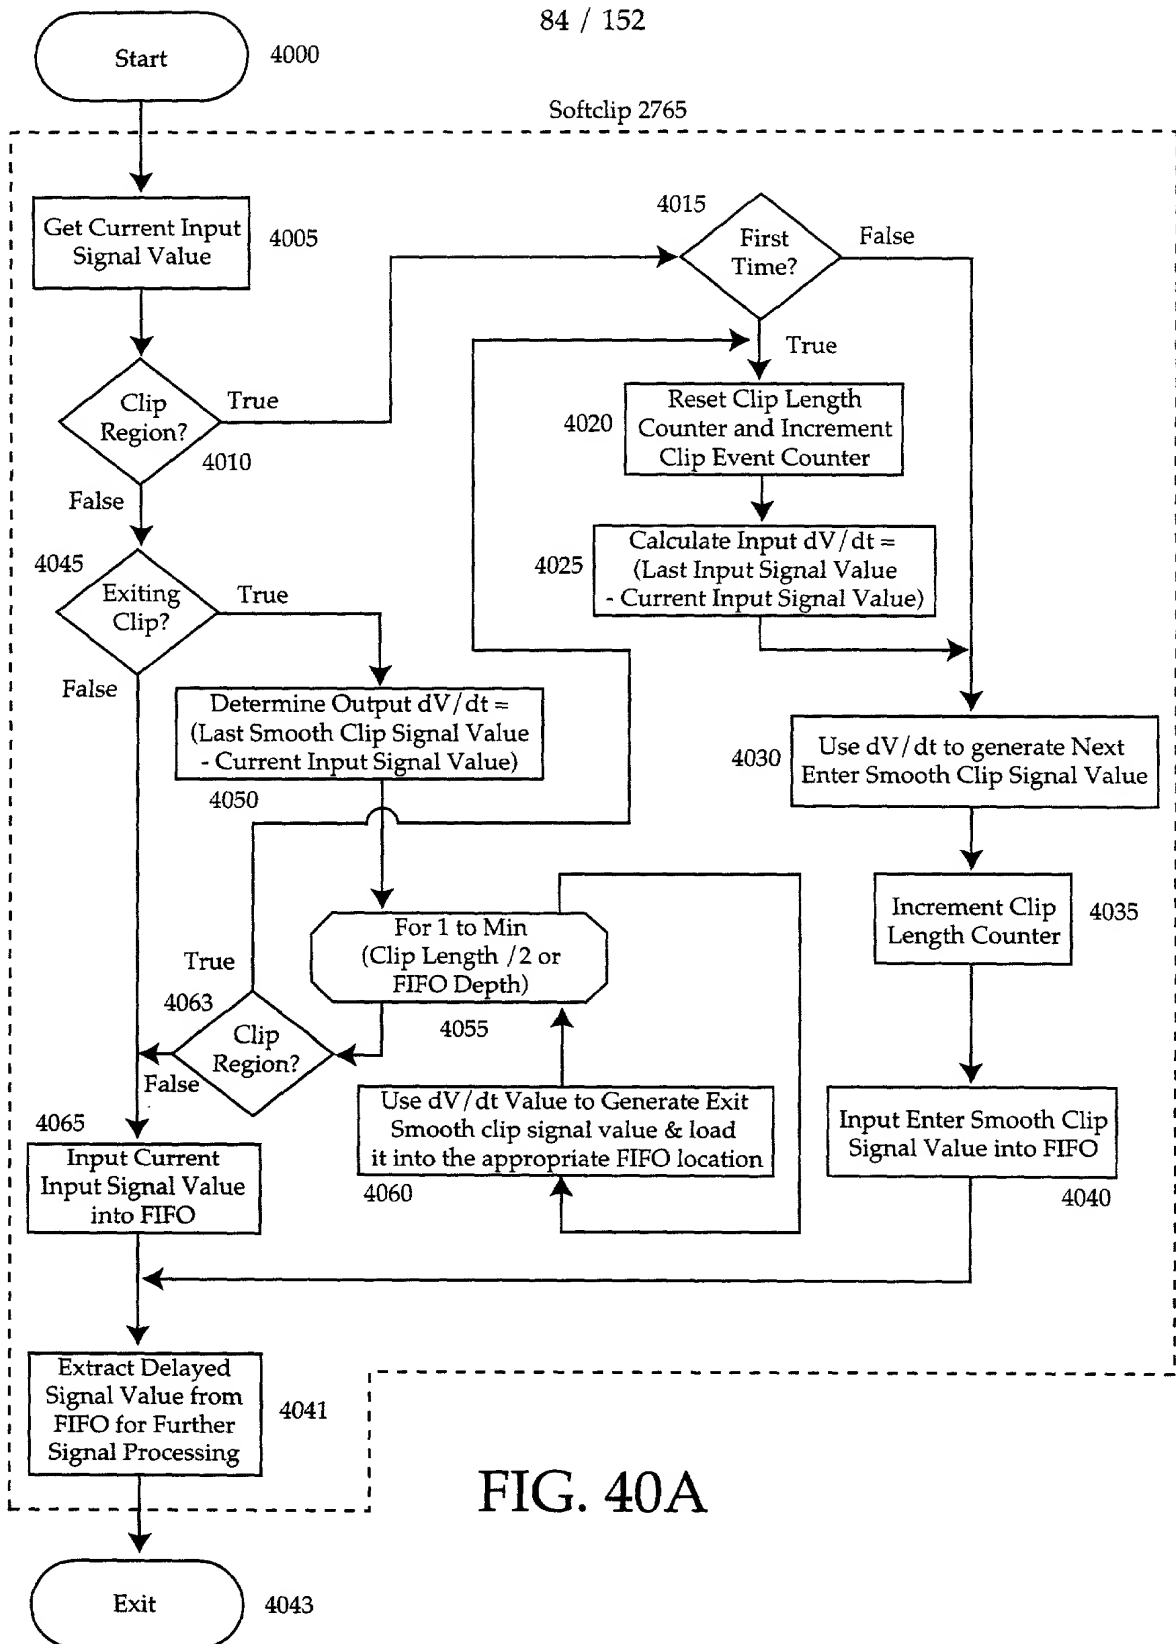 84 / 152
Start
4000
Softclip 2765
Get Current Input
Signal Value
4005
4015
First
Time?
False
True
Clip
Region?
True
4010
False
4020
Reset Clip Length
Counter and Increment
Clip Event Counter
4025
Calculate Input dV/dt =
(Last Input Signal Value
- Current Input Signal Value)
4045
Exiting
Clip?
True
False
Determine Output dV/dt =
(Last Smooth Clip Signal Value
- Current Input Signal Value)
4050
4030
Use dV/dt to generate Next
Enter Smooth Clip Signal Value
For 1 to Min
(Clip Length /2 or
FIFO Depth)
4055
Increment Clip
Length Counter
4035
True
4063
Clip
Region?
False
Use dV/dt Value to Generate Exit
Smooth clip signal value & load
it into the appropriate FIFO location
4060
Input Enter Smooth Clip
Signal Value into FIFO
4040
4065
Input Current
Input Signal Value
into FIFO
Extract Delayed
Signal Value from
FIFO for Further
Signal Processing
4041
FIG. 40A
Exit
4043